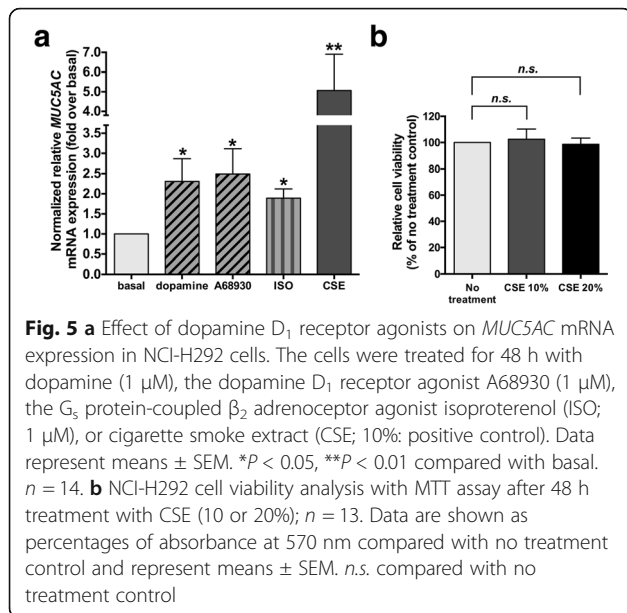 a
Normalized relative MUC5AC
mRNA expression (fold over basal)
7.0
6.0
5.0
4.0
3.0
2.5
2.0
1.5
1.0
0.5
0.0
*
*
*
**
basal
dopamine
A68930
ISO
CSE
b
Relative cell viability
(% of no treatment control)
120
100
80
60
40
20
0
n.s.
n.s.
No
treatment
CSE 10%
CSE 20%
Fig. 5 a Effect of dopamine D₁ receptor agonists on MUC5AC mRNA
expression in NCI-H292 cells. The cells were treated for 48 h with
dopamine (1 μM), the dopamine D₁ receptor agonist A68930 (1 μM),
the Gₛ protein-coupled β₂ adrenoceptor agonist isoproterenol (ISO;
1 μM), or cigarette smoke extract (CSE; 10%: positive control). Data
represent means ± SEM. *P < 0.05, **P < 0.01 compared with basal.
n = 14. b NCI-H292 cell viability analysis with MTT assay after 48 h
treatment with CSE (10 or 20%); n = 13. Data are shown as
percentages of absorbance at 570 nm compared with no treatment
control and represent means ± SEM. n.s. compared with no
treatment control